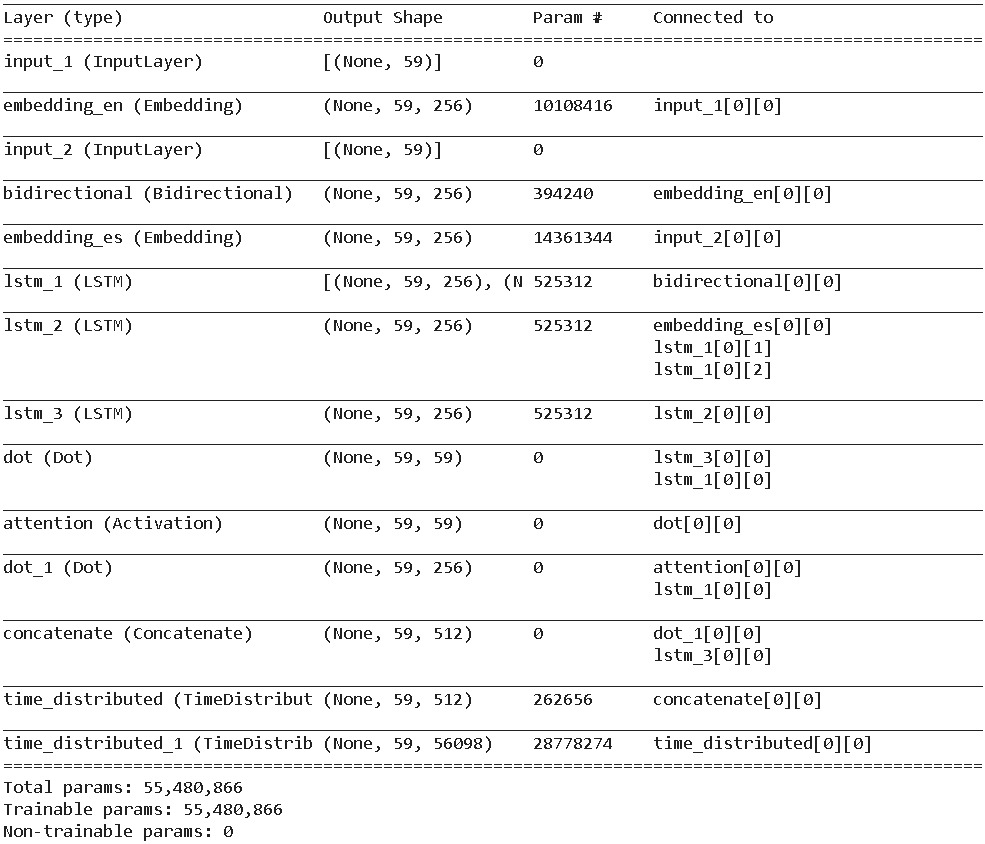 Layer (type) Output Shape Param # Connected to
==================================================================================================
input_1 (InputLayer) [(None, 59)] 0
embedding_en (Embedding) (None, 59, 256) 10108416 input_1[0][0]
input_2 (InputLayer) [(None, 59)] 0
bidirectional (Bidirectional) (None, 59, 256) 394240 embedding_en[0][0]
embedding_es (Embedding) (None, 59, 256) 14361344 input_2[0][0]
lstm_1 (LSTM) [(None, 59, 256), (N 525312 bidirectional[0][0]
lstm_2 (LSTM) (None, 59, 256) 525312 embedding_es[0][0]
lstm_1[0][1]
lstm_1[0][2]
lstm_3 (LSTM) (None, 59, 256) 525312 lstm_2[0][0]
dot (Dot) (None, 59, 59) 0 lstm_3[0][0]
lstm_1[0][0]
attention (Activation) (None, 59, 59) 0 dot[0][0]
dot_1 (Dot) (None, 59, 256) 0 attention[0][0]
lstm_1[0][0]
concatenate (Concatenate) (None, 59, 512) 0 dot_1[0][0]
lstm_3[0][0]
time_distributed (TimeDistribut (None, 59, 512) 262656 concatenate[0][0]
time_distributed_1 (TimeDistrib (None, 59, 56098) 28778274 time_distributed[0][0]
==================================================================================================
Total params: 55,480,866
Trainable params: 55,480,866
Non-trainable params: 0